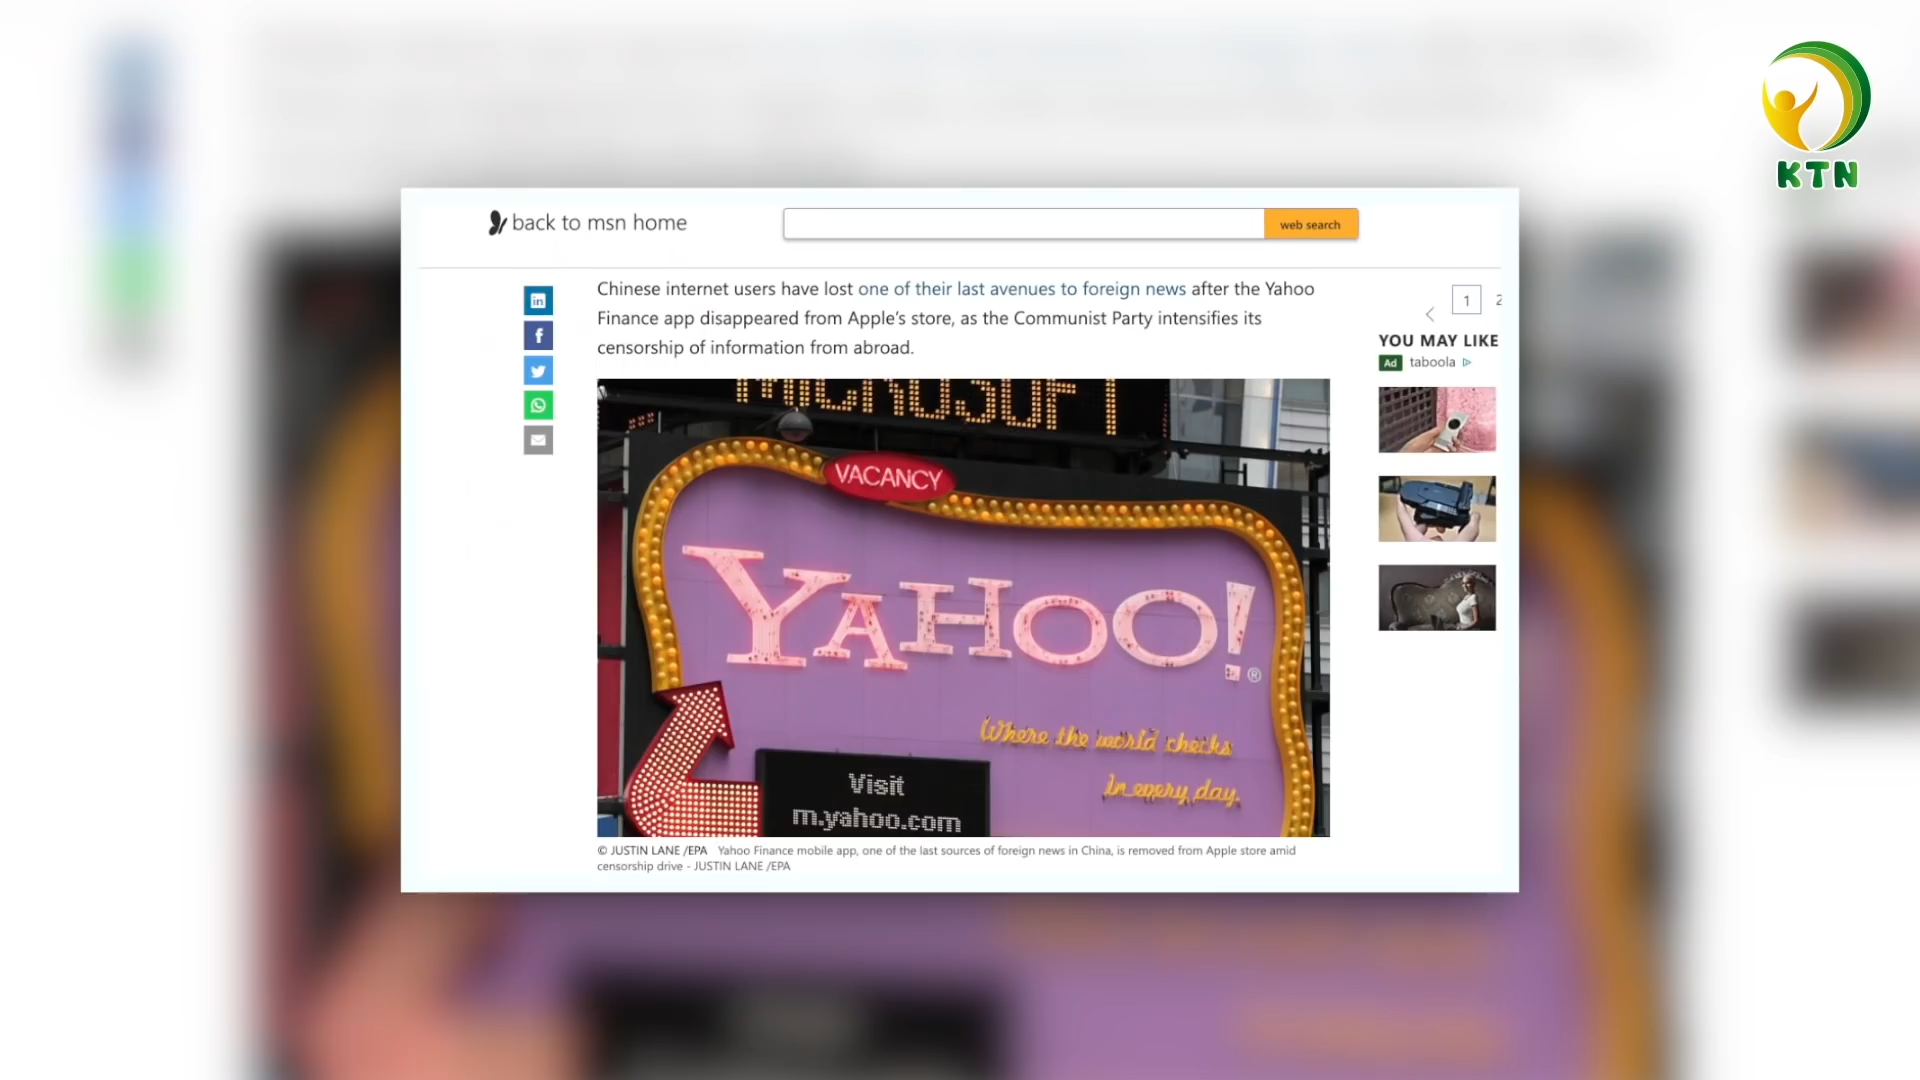 KTN
back to msn home
web search
Chinese internet users have lost one of their last avenues to foreign news after the Yahoo
Finance app disappeared from Apple's store, as the Communist Party intensifies its
censorship of information from abroad.
1 2
YOU MAY LIKE
Ad taboola
in
f
MICROSOFT
VACANCY
YAHOO!
®
Where the world checks
in every day.
Visit
m.yahoo.com
© JUSTIN LANE /EPA Yahoo Finance mobile app, one of the last sources of foreign news in China, is removed from Apple store amid
censorship drive - JUSTIN LANE /EPA